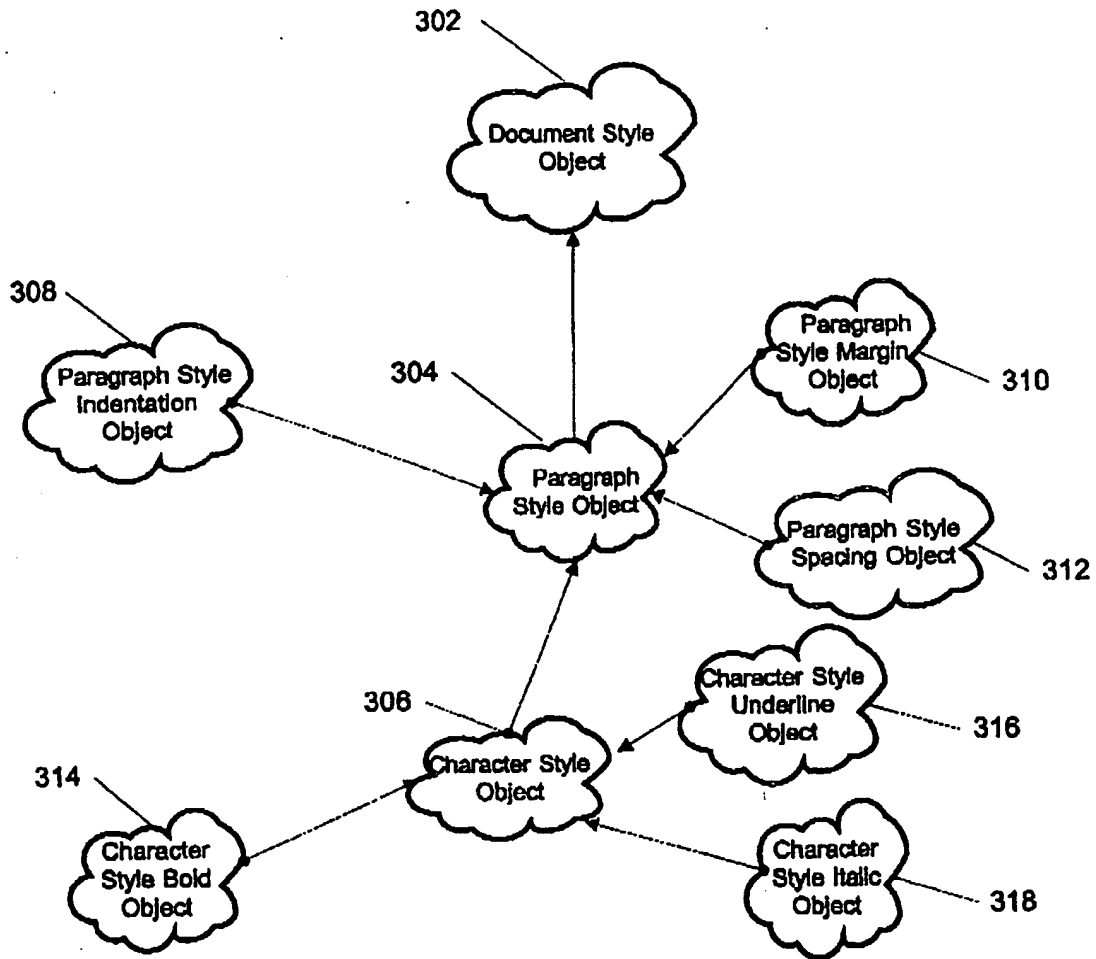 302
Document Style
Object
308
Paragraph Style
Indentation
Object
304
Paragraph
Style Margin
Object
310
Paragraph
Style Object
Paragraph Style
Spacing Object
312
306
Character Style
Underline
Object
316
Character Style
Object
314
Character
Style Bold
Object
Character
Style Italic
Object
318